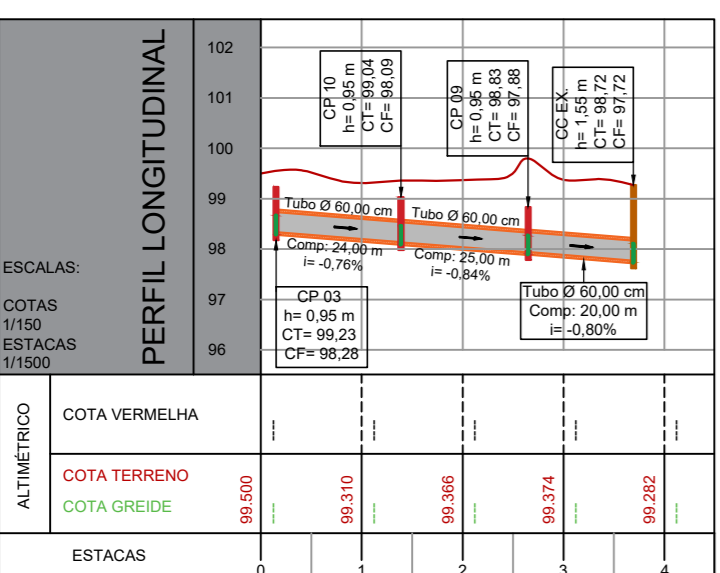 PERFIL LONGITUDINAL
ESCALAS:
COTAS
1/150
ESTACAS
1/1500
102
101
100
99
98
97
96
CP 10
h= 0,95 m
CT= 99,04
CF= 98,09
CP 09
h= 0,95 m
CT= 98,83
CF= 97,88
CC EX.
h= 1,55 m
CT= 98,72
CF= 97,72
Tubo Ø 60,00 cm
Comp: 24,00 m
i= -0,76%
Tubo Ø 60,00 cm
Comp: 25,00 m
i= -0,84%
CP 03
h= 0,95 m
CT= 99,23
CF= 98,28
Tubo Ø 60,00 cm
Comp: 20,00 m
i= -0,80%
ALTIMÉTRICO
COTA VERMELHA
COTA TERRENO
COTA GREIDE
99.500
99.310
99.366
99.374
99.282
ESTACAS
0
1
2
3
4